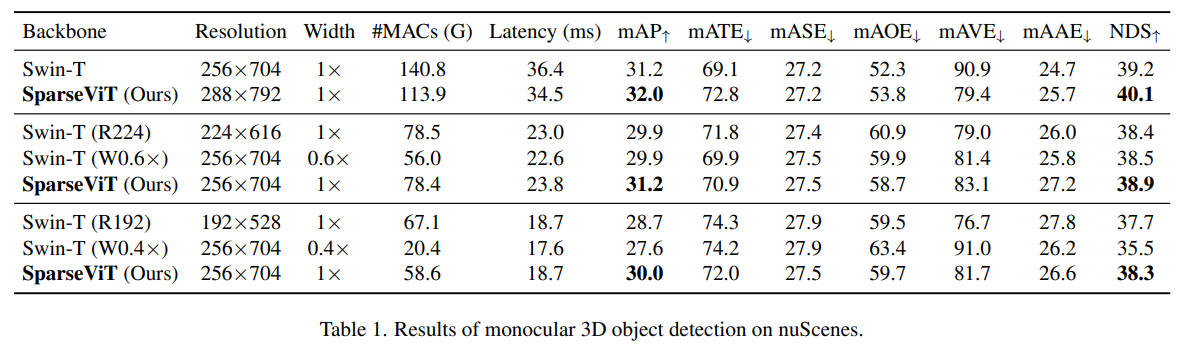 Backbone Resolution Width #MACs (G) Latency (ms) mAP↑ mATE↓ mASE↓ mAOE↓ mAVE↓ mAAE↓ NDS↑
Swin-T 256×704 1× 140.8 36.4 31.2 69.1 27.2 52.3 90.9 24.7 39.2
SparseViT (Ours) 288×792 1× 113.9 34.5 32.0 72.8 27.2 53.8 79.4 25.7 40.1
Swin-T (R224) 224×616 1× 78.5 23.0 29.9 71.8 27.4 60.9 79.0 26.0 38.4
Swin-T (W0.6×) 256×704 0.6× 56.0 22.6 29.9 69.9 27.5 59.9 81.4 25.8 38.5
SparseViT (Ours) 256×704 1× 78.4 23.8 31.2 70.9 27.5 58.7 83.1 27.2 38.9
Swin-T (R192) 192×528 1× 67.1 18.7 28.7 74.3 27.9 59.5 76.7 27.8 37.7
Swin-T (W0.4×) 256×704 0.4× 20.4 17.6 27.6 74.2 27.9 63.4 91.0 26.2 35.5
SparseViT (Ours) 256×704 1× 58.6 18.7 30.0 72.0 27.5 59.7 81.7 26.6 38.3
Table 1. Results of monocular 3D object detection on nuScenes.